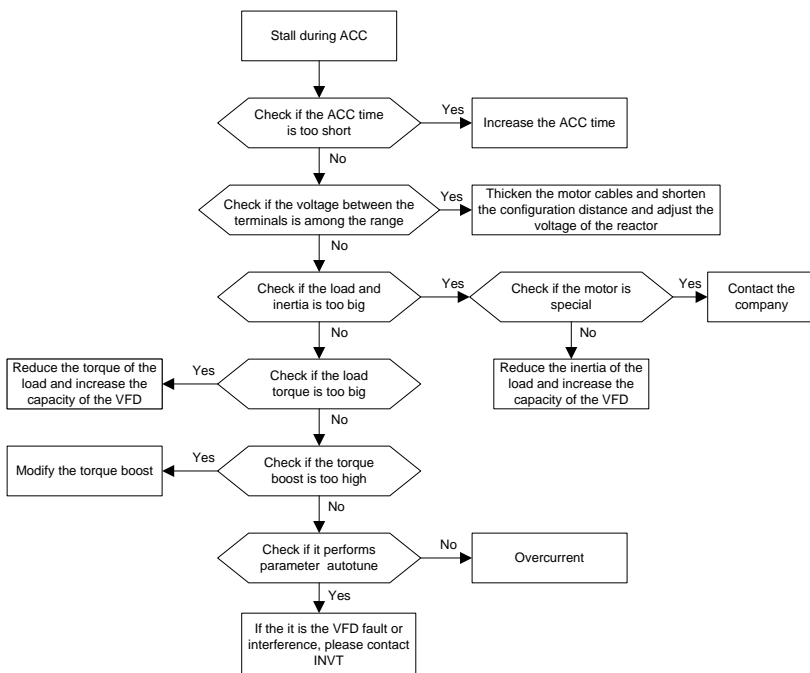 Stall during ACC
Check if the ACC time
is too short
Yes
Increase the ACC time
No
Check if the voltage between the
terminals is among the range
Yes
Thicken the motor cables and shorten
the configuration distance and adjust the
voltage of the reactor
No
Check if the load and
inertia is too big
Yes
Check if the motor is
special
Yes
Contact the
company
No
No
Reduce the inertia of the
load and increase the
capacity of the VFD
Check if the load
torque is too big
Yes
Reduce the torque of the
load and increase the
capacity of the VFD
No
Check if the torque
boost is too high
Yes
Modify the torque boost
No
Check if it performs
parameter autotune
No
Overcurrent
Yes
If the it is the VFD fault or
interference, please contact
INVT